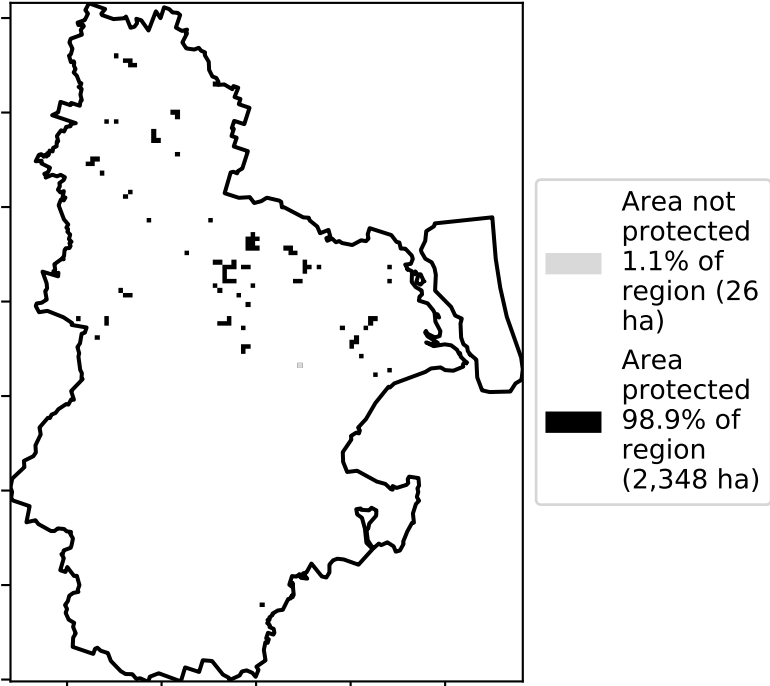 Area not
protected
1.1% of
region (26
ha)
Area
protected
98.9% of
region
(2,348 ha)